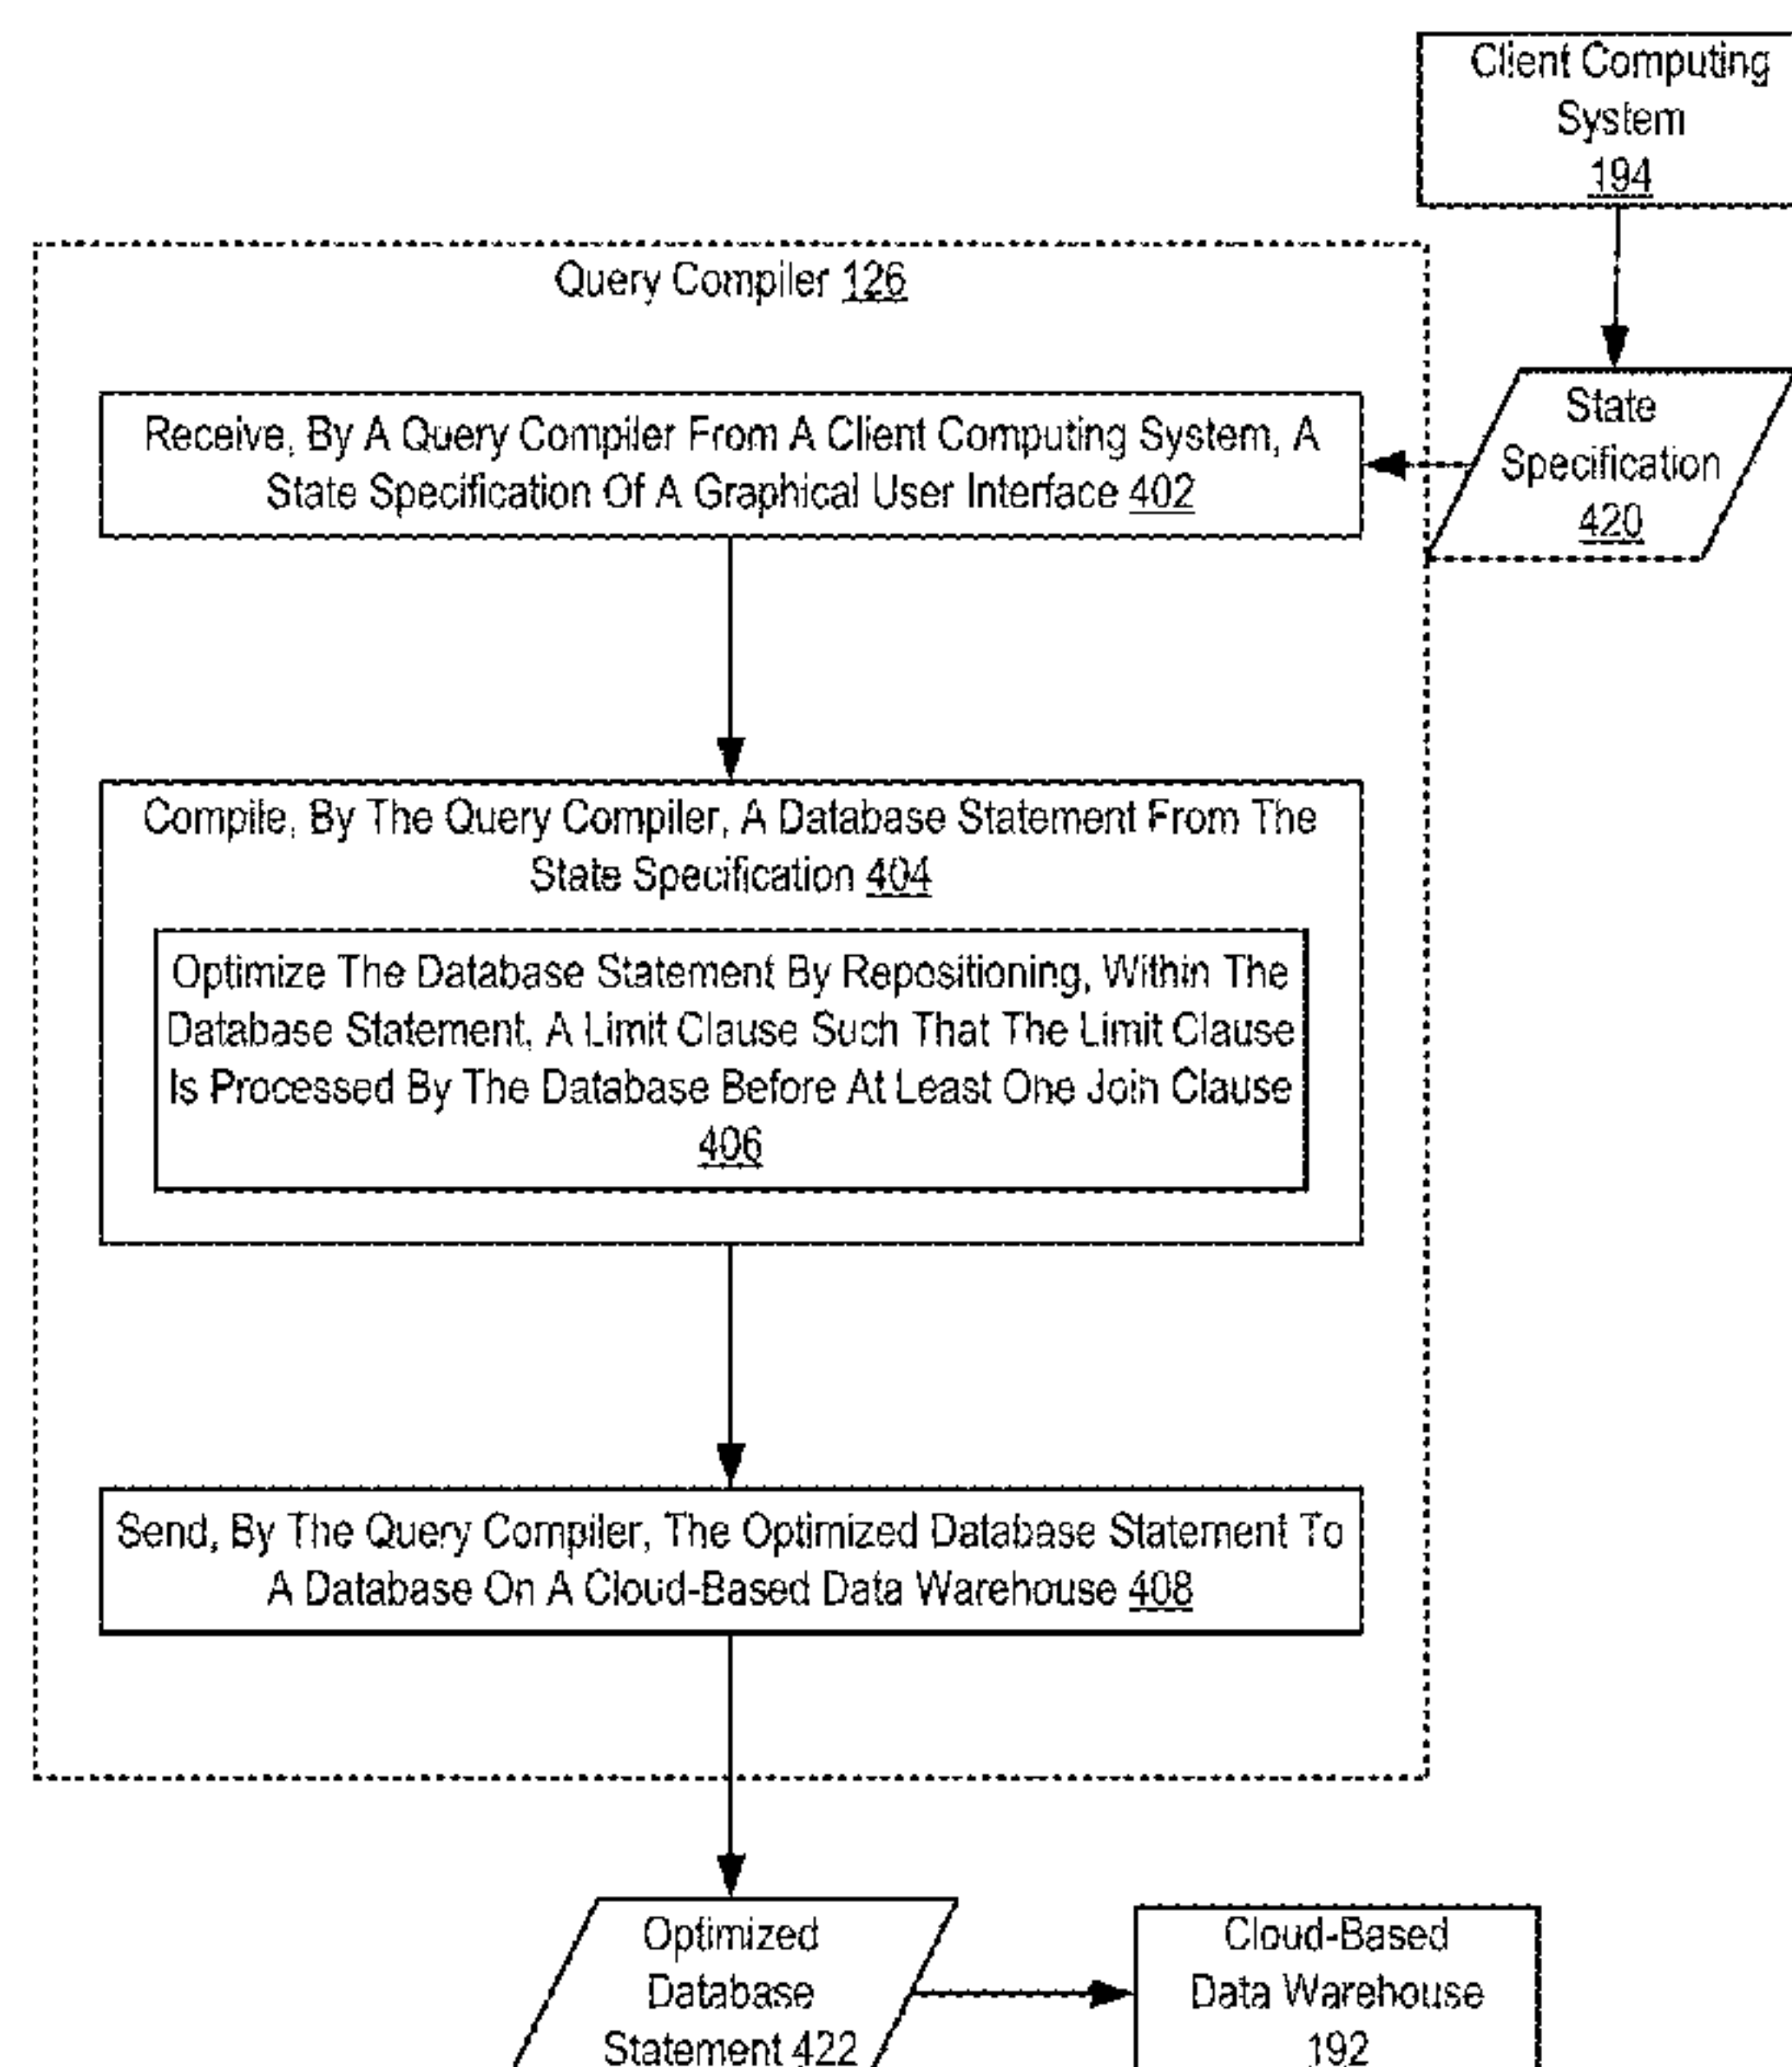 Client Computing
System
194
Query Compiler 126
Receive, By A Query Compiler From A Client Computing System, A
State Specification Of A Graphical User Interface 402
State
Specification
420
Compile, By The Query Compiler, A Database Statement From The
State Specification 404
Optimize The Database Statement By Repositioning, Within The
Database Statement, A Limit Clause Such That The Limit Clause
Is Processed By The Database Before At Least One Join Clause
406
Send, By The Query Compiler, The Optimized Database Statement To
A Database On A Cloud-Based Data Warehouse 408
Optimized
Database
Statement 422
Cloud-Based
Data Warehouse
192